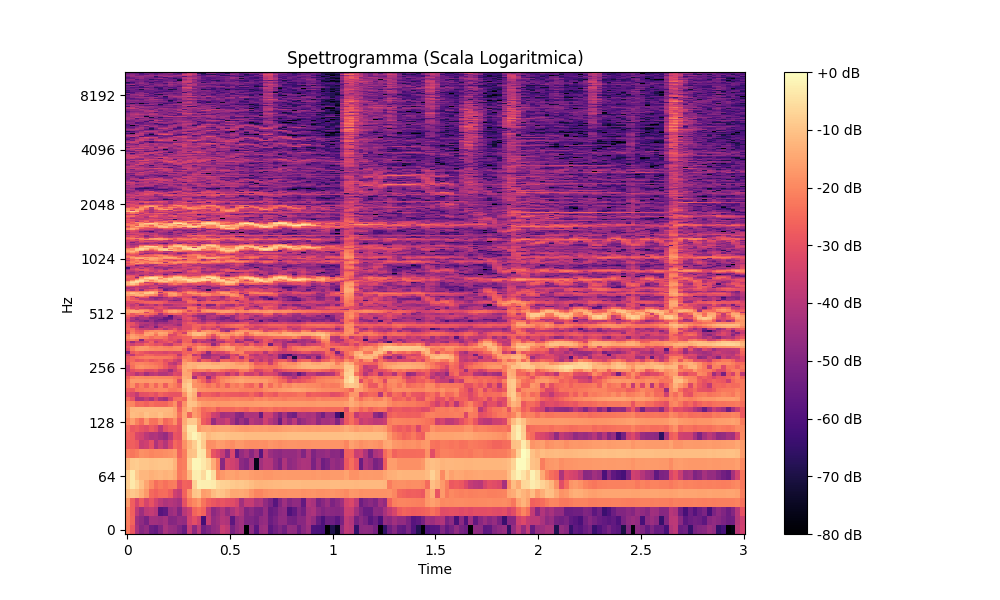 Spettrogramma (Scala Logaritmica)
Hz
8192
4096
2048
1024
512
256
128
64
0
0
0.5
1
1.5
2
2.5
3
Time
+0 dB
-10 dB
-20 dB
-30 dB
-40 dB
-50 dB
-60 dB
-70 dB
-80 dB